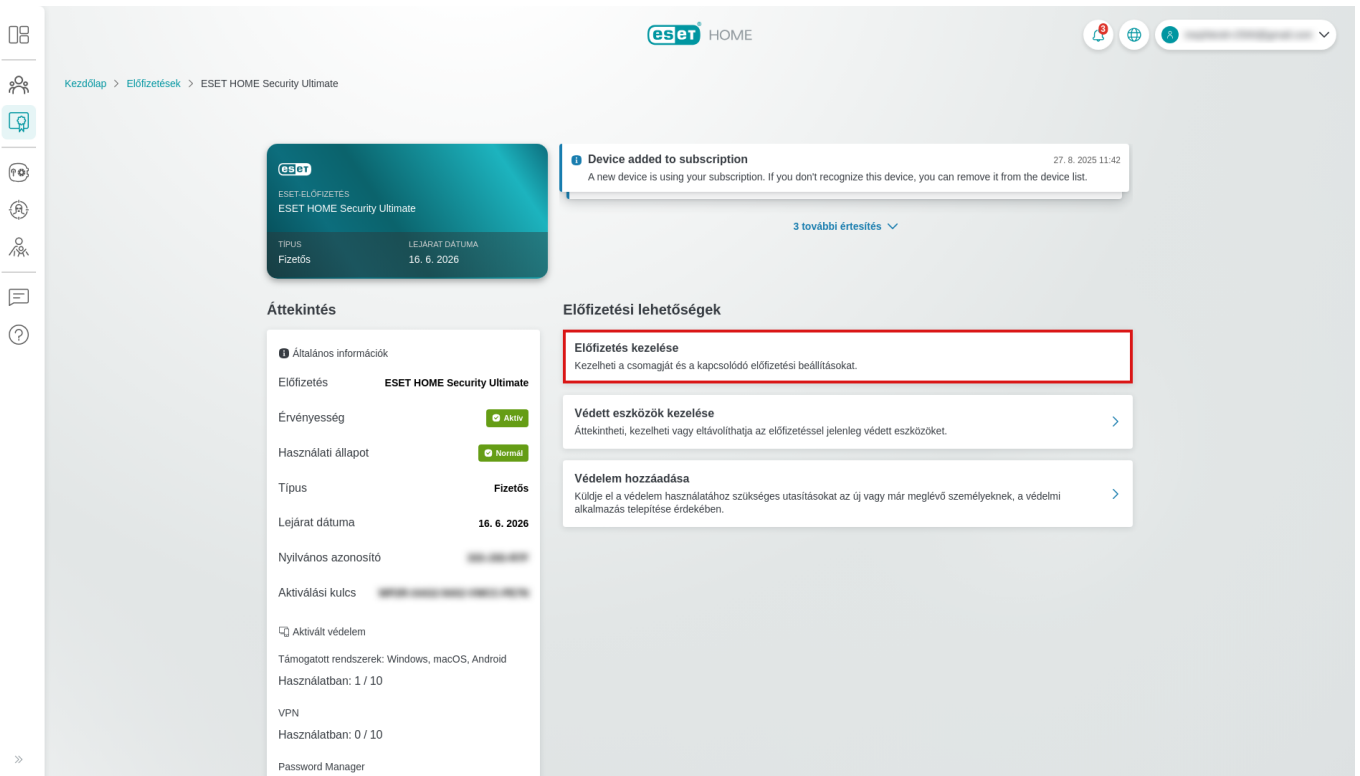 eset HOME
3
Kezdőlap > Előfizetések > ESET HOME Security Ultimate
eset
ESET-ELŐFIZETÉS
ESET HOME Security Ultimate
TÍPUS
Fizetős
LEJÁRAT DÁTUMA
16. 6. 2026
Device added to subscription
27. 8. 2025 11:42
A new device is using your subscription. If you don't recognize this device, you can remove it from the device list.
3 további értesítés
Áttekintés
Általános információk
Előfizetés ESET HOME Security Ultimate
Érvényesség Aktív
Használati állapot Normál
Típus Fizetős
Lejárat dátuma 16. 6. 2026
Nyilvános azonosító
Aktiválási kulcs
Aktivált védelem
Támogatott rendszerek: Windows, macOS, Android
Használatban: 1 / 10
VPN
Használatban: 0 / 10
Password Manager
Előfizetési lehetőségek
Előfizetés kezelése
Kezelheti a csomagját és a kapcsolódó előfizetési beállításokat.
Védett eszközök kezelése
Áttekintheti, kezelheti vagy eltávolíthatja az előfizetéssel jelenleg védett eszközöket.
Védelem hozzáadása
Küldje el a védelem használatához szükséges utasításokat az új vagy már meglévő személyeknek, a védelmi
alkalmazás telepítése érdekében.